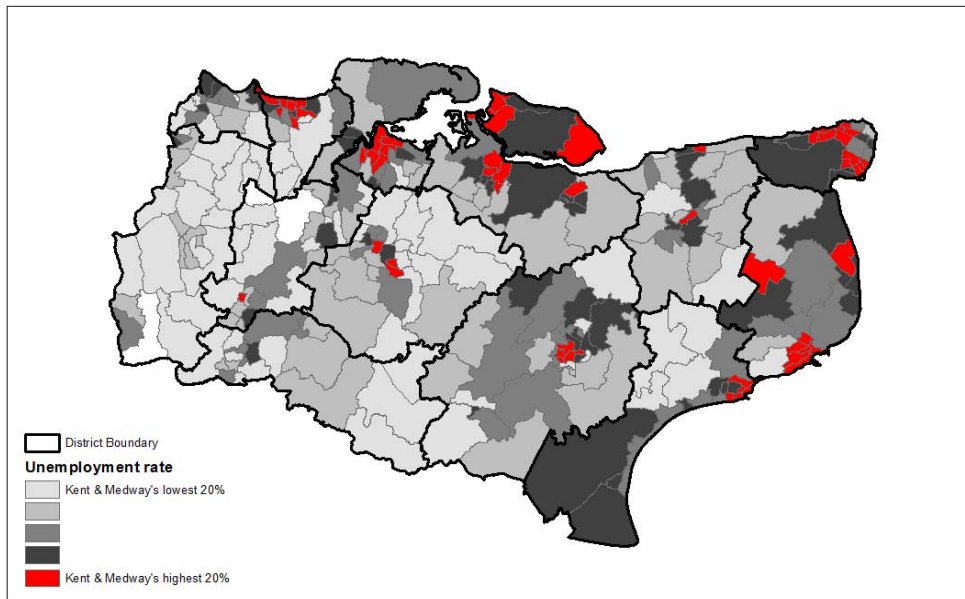 District Boundary
Unemployment rate
Kent & Medway's lowest 20%
Kent & Medway's highest 20%